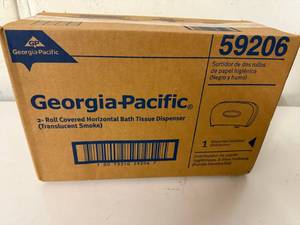 GP
Georgia-Pacific
59206
Surtidor de dos rollos
de papel higiénico
(Negro y humo)
Georgia-Pacific®
2- Roll Covered Horizontal Bath Tissue Dispenser
(Translucent Smoke)
1